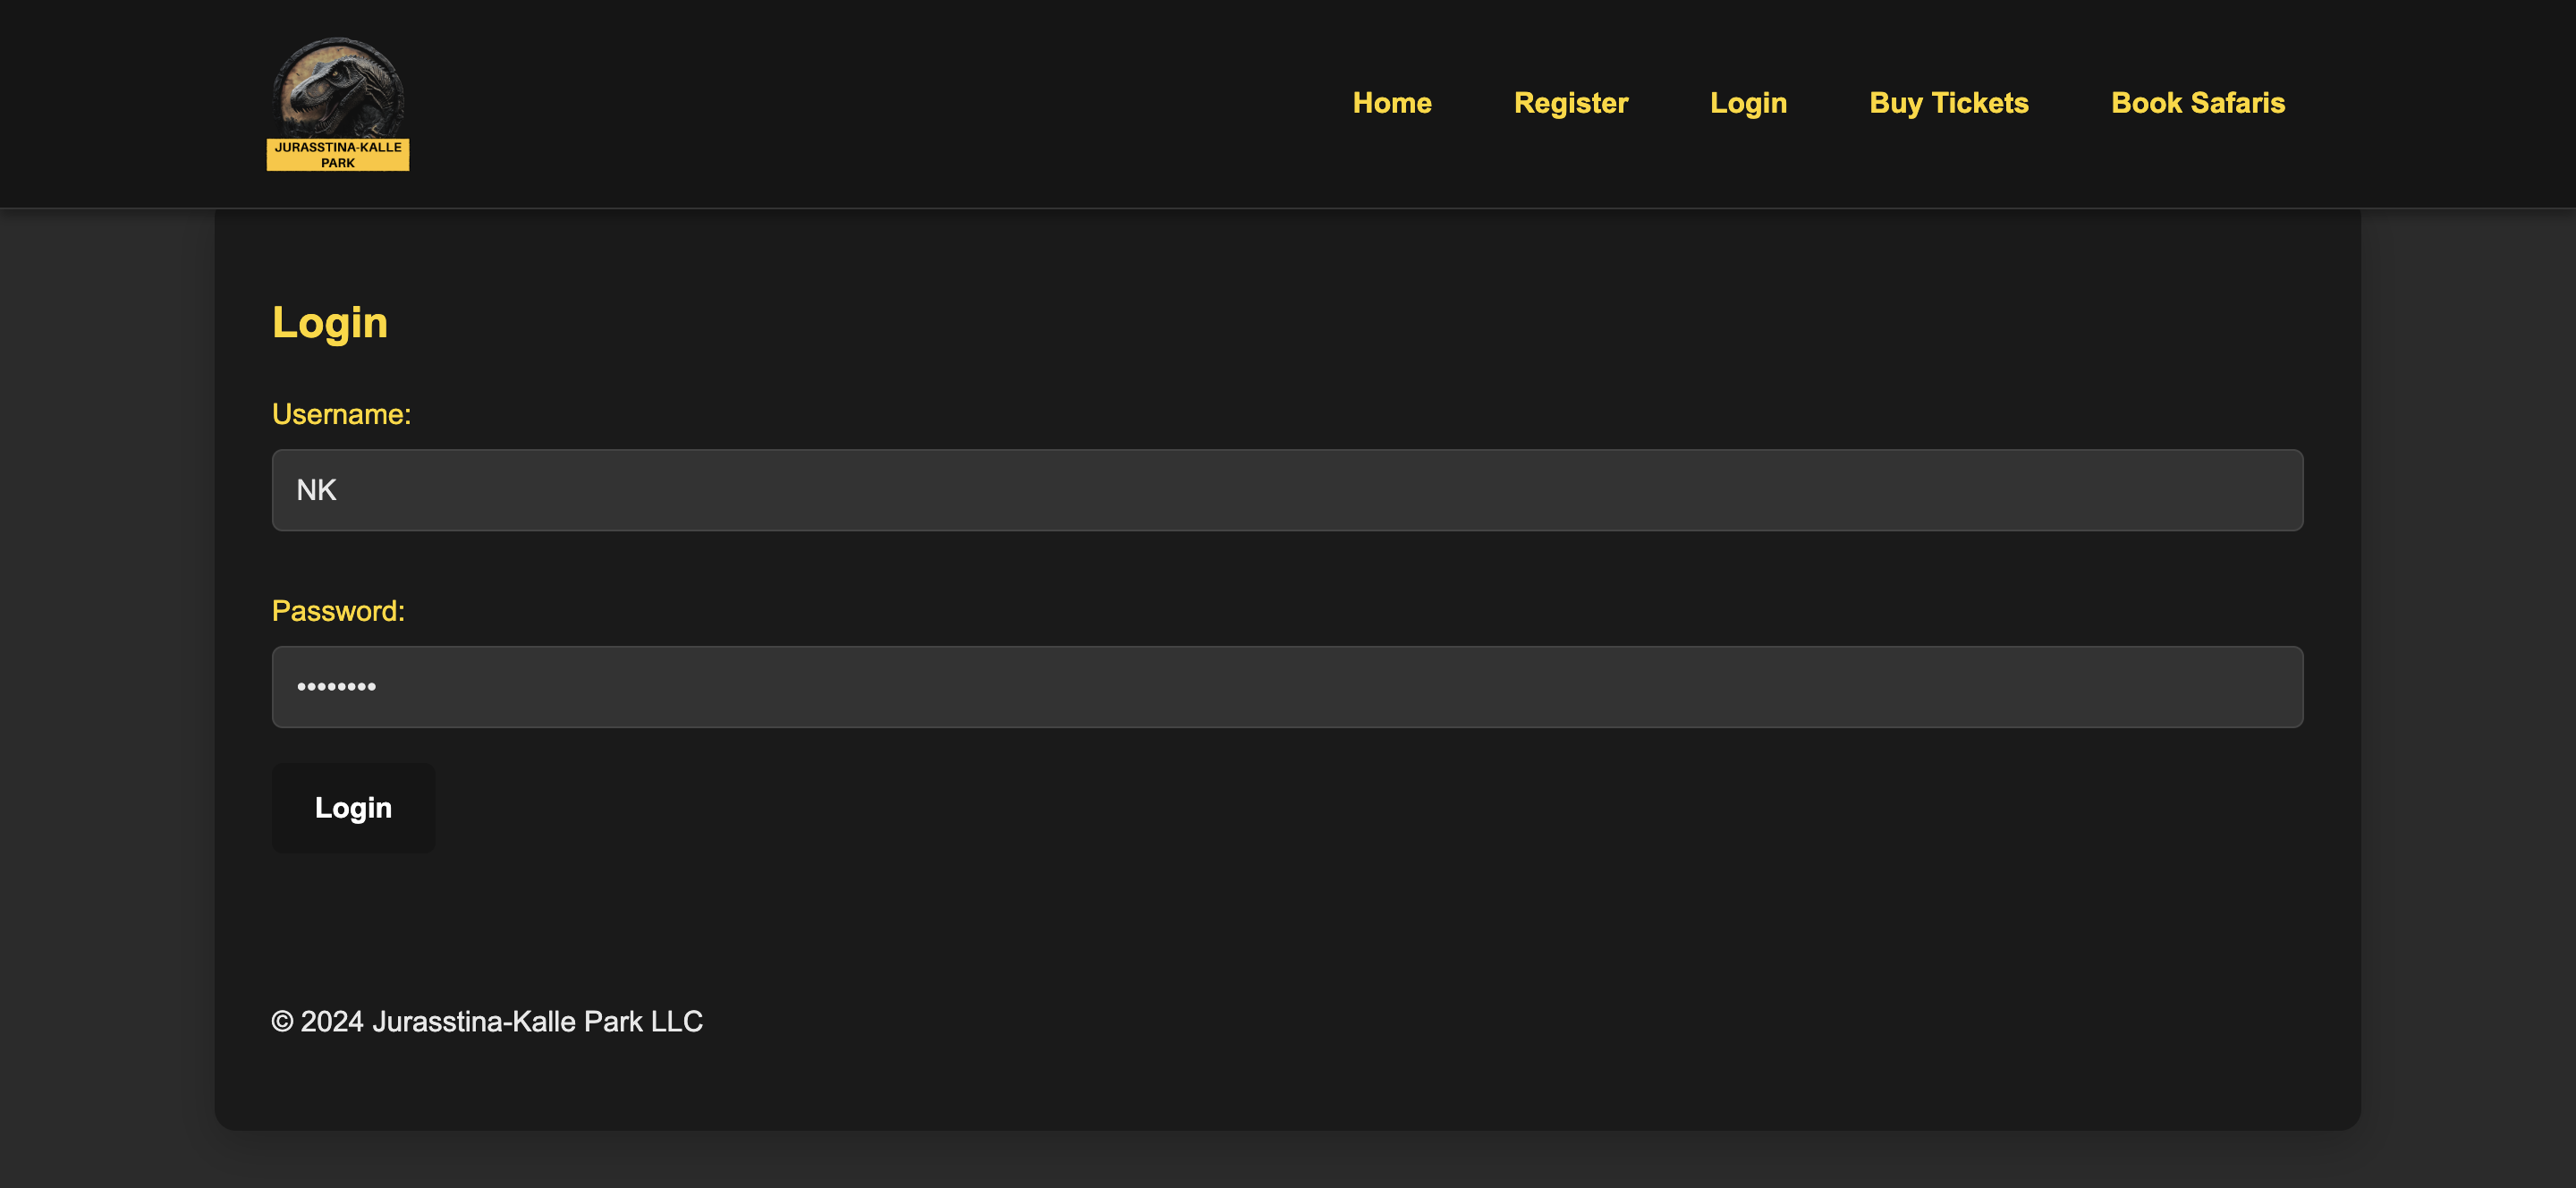 JURASSTINA-KALLE
PARK
Home Register Login Buy Tickets Book Safaris
Login
Username:
NK
Password:
••••••••
Login
© 2024 Jurasstina-Kalle Park LLC